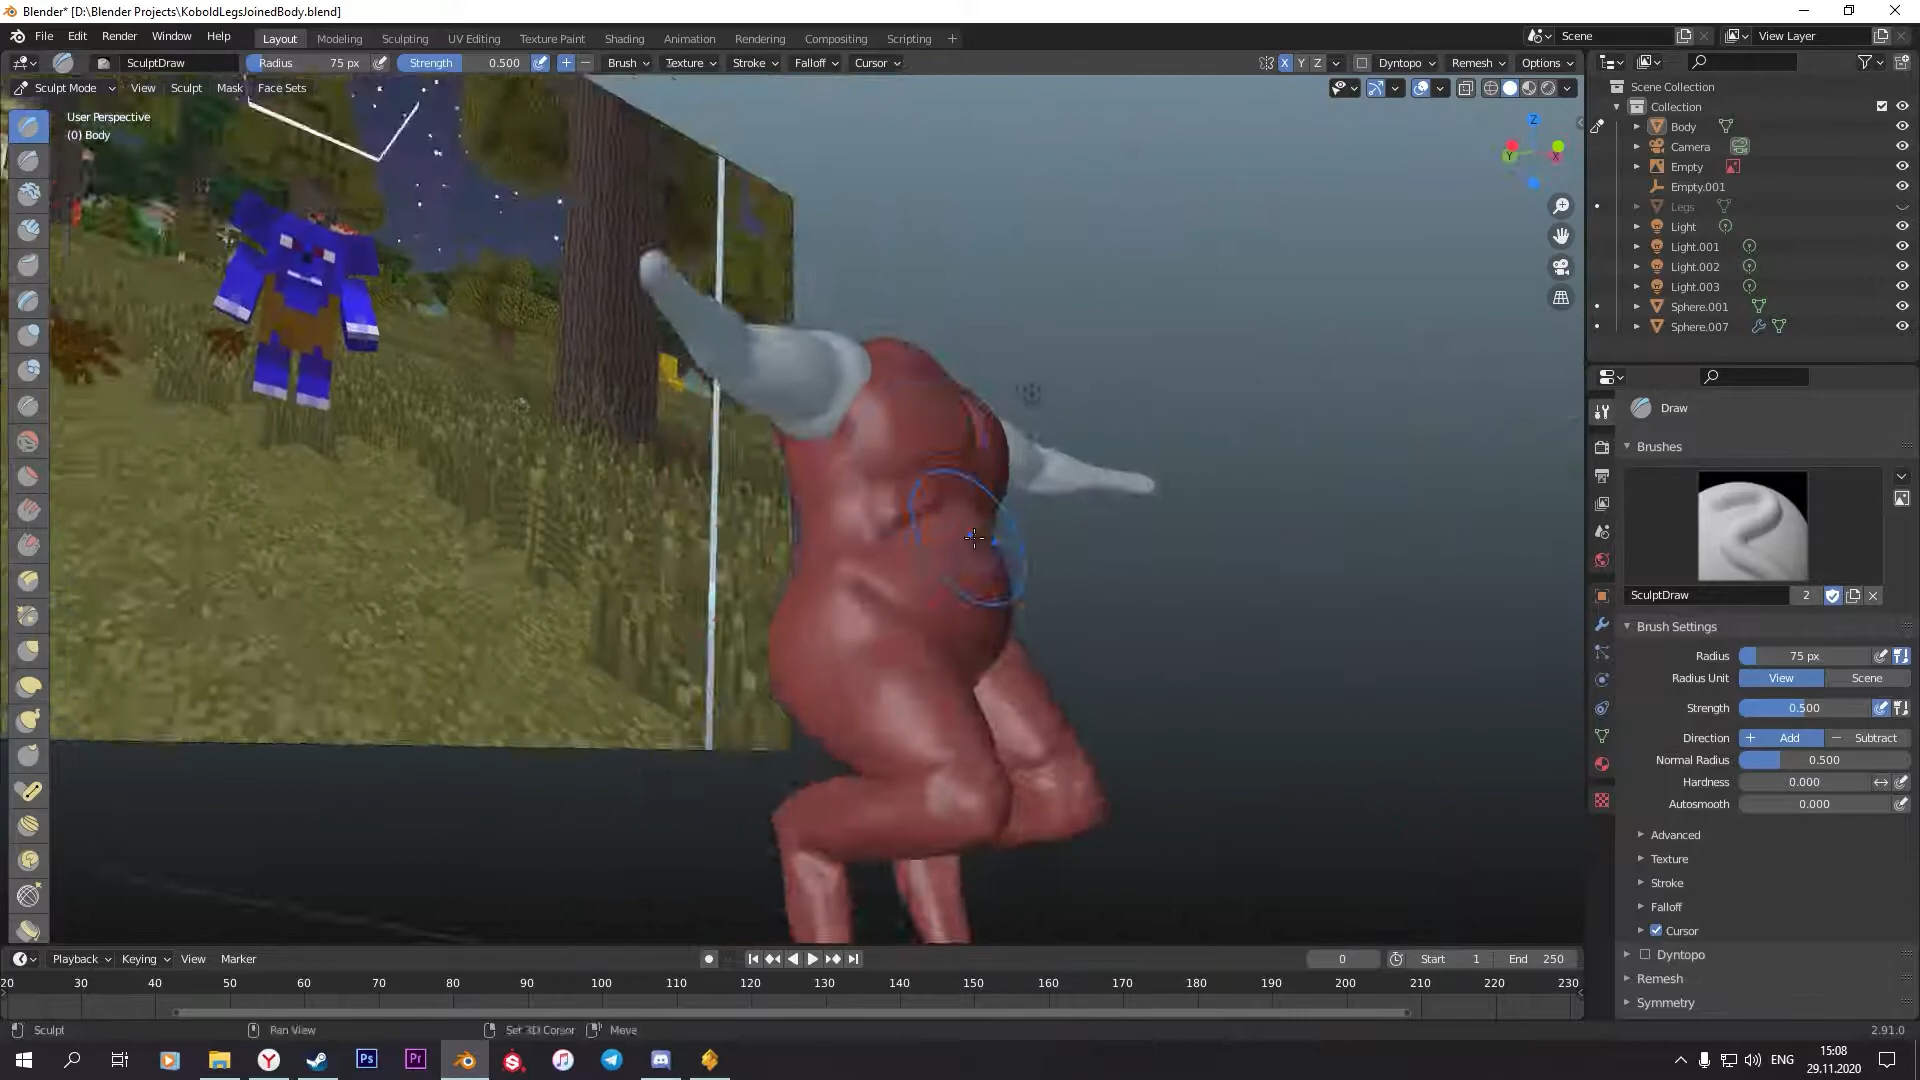 Blender* [D:\Blender Projects\KoboldLegsJoinedBody.blend]
File Edit Render Window Help
Layout Modeling Sculpting UV Editing Texture Paint Shading Animation Rendering Compositing Scripting
Scene View Layer
SculptDraw Radius 75 px Strength 0.500 Brush Texture Stroke Falloff Cursor X Y Z Dyntopo Remesh Options
Sculpt Mode View Sculpt Mask Face Sets
User Perspective
(0) Body
Z
Y X
Scene Collection
Collection
Body
Camera
Empty
Empty.001
Legs
Light
Light.001
Light.002
Light.003
Sphere.001
Sphere.007
Draw
Brushes
SculptDraw 2
Brush Settings
Radius 75 px
Radius Unit View Scene
Strength 0.500
Direction Add Subtract
Normal Radius 0.500
Hardness 0.000
Autosmooth 0.000
Advanced
Texture
Stroke
Falloff
Cursor
Dyntopo
Remesh
Symmetry
Playback Keying View Marker 0 Start 1 End 250
20 30 40 50 60 70 80 90 100 110 120 130 140 150 160 170 180 190 200 210 220 230
Sculpt Pan View Set 3D Cursor Move 2.91.0
Ps Pr ENG 15:08
29.11.2020